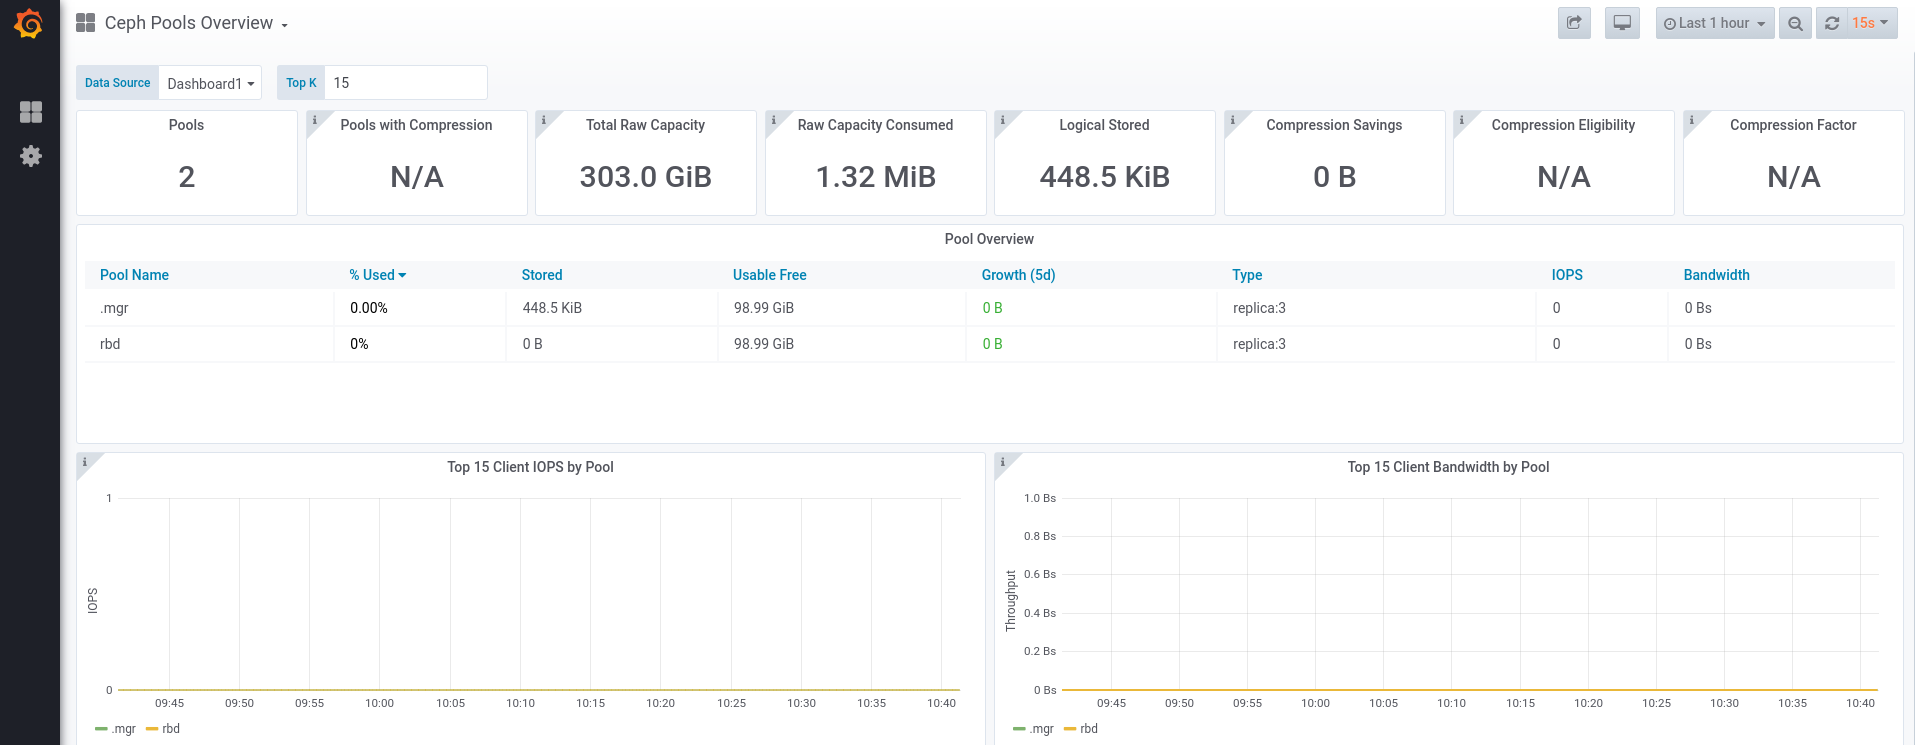 Ceph Pools Overview
Last 1 hour
15s
Data Source Dashboard1 Top K 15
Pools
2
Pools with Compression
N/A
Total Raw Capacity
303.0 GiB
Raw Capacity Consumed
1.32 MiB
Logical Stored
448.5 KiB
Compression Savings
0 B
Compression Eligibility
N/A
Compression Factor
N/A
Pool Overview
Pool Name % Used Stored Usable Free Growth (5d) Type IOPS Bandwidth
.mgr 0.00% 448.5 KiB 98.99 GiB 0 B replica:3 0 0 Bs
rbd 0% 0 B 98.99 GiB 0 B replica:3 0 0 Bs
Top 15 Client IOPS by Pool
1
IOPS
0
09:45 09:50 09:55 10:00 10:05 10:10 10:15 10:20 10:25 10:30 10:35 10:40
.mgr rbd
Top 15 Client Bandwidth by Pool
1.0 Bs
0.8 Bs
0.6 Bs
Throughput
0.4 Bs
0.2 Bs
0 Bs
09:45 09:50 09:55 10:00 10:05 10:10 10:15 10:20 10:25 10:30 10:35 10:40
.mgr rbd